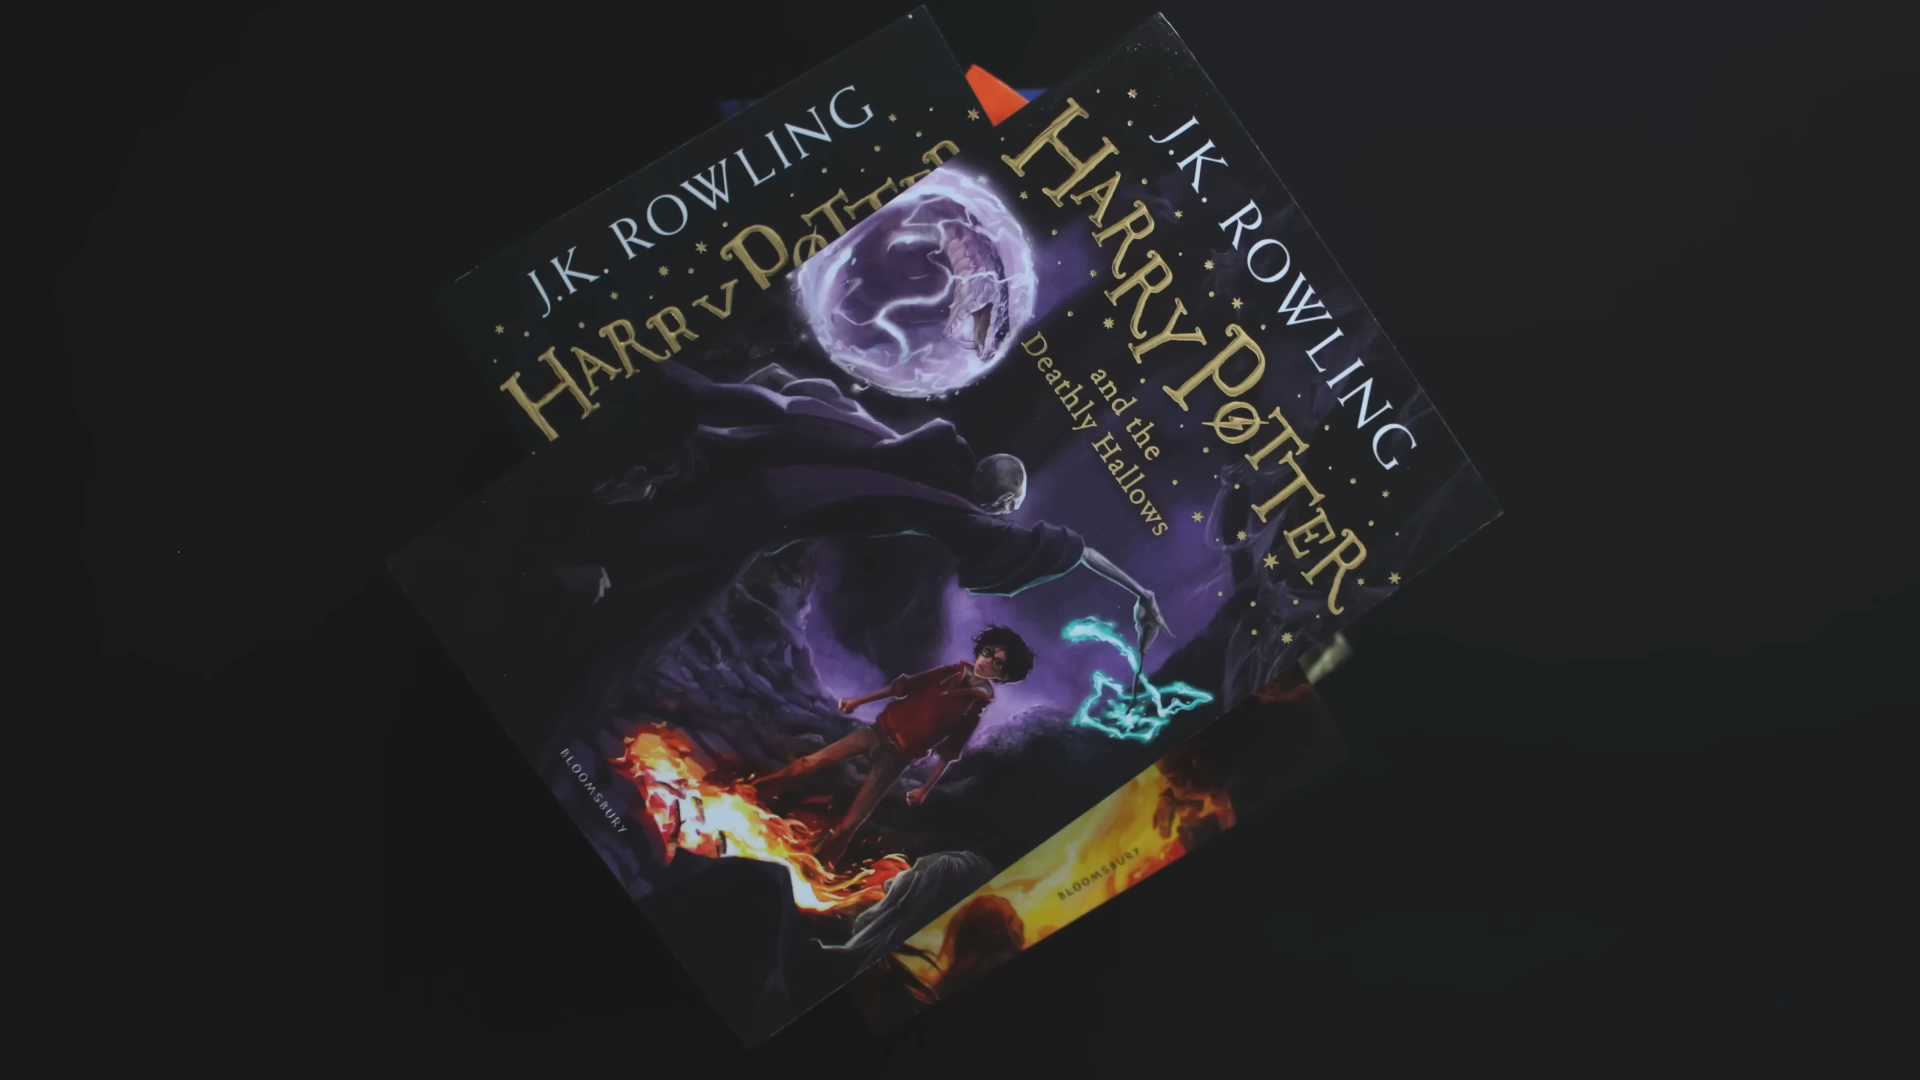 J.K. ROWLING
HARRY POTTER
J.K. ROWLING
HARRY POTTER
and the
Deathly Hallows
BLOOMSBURY
BLOOMSBURY